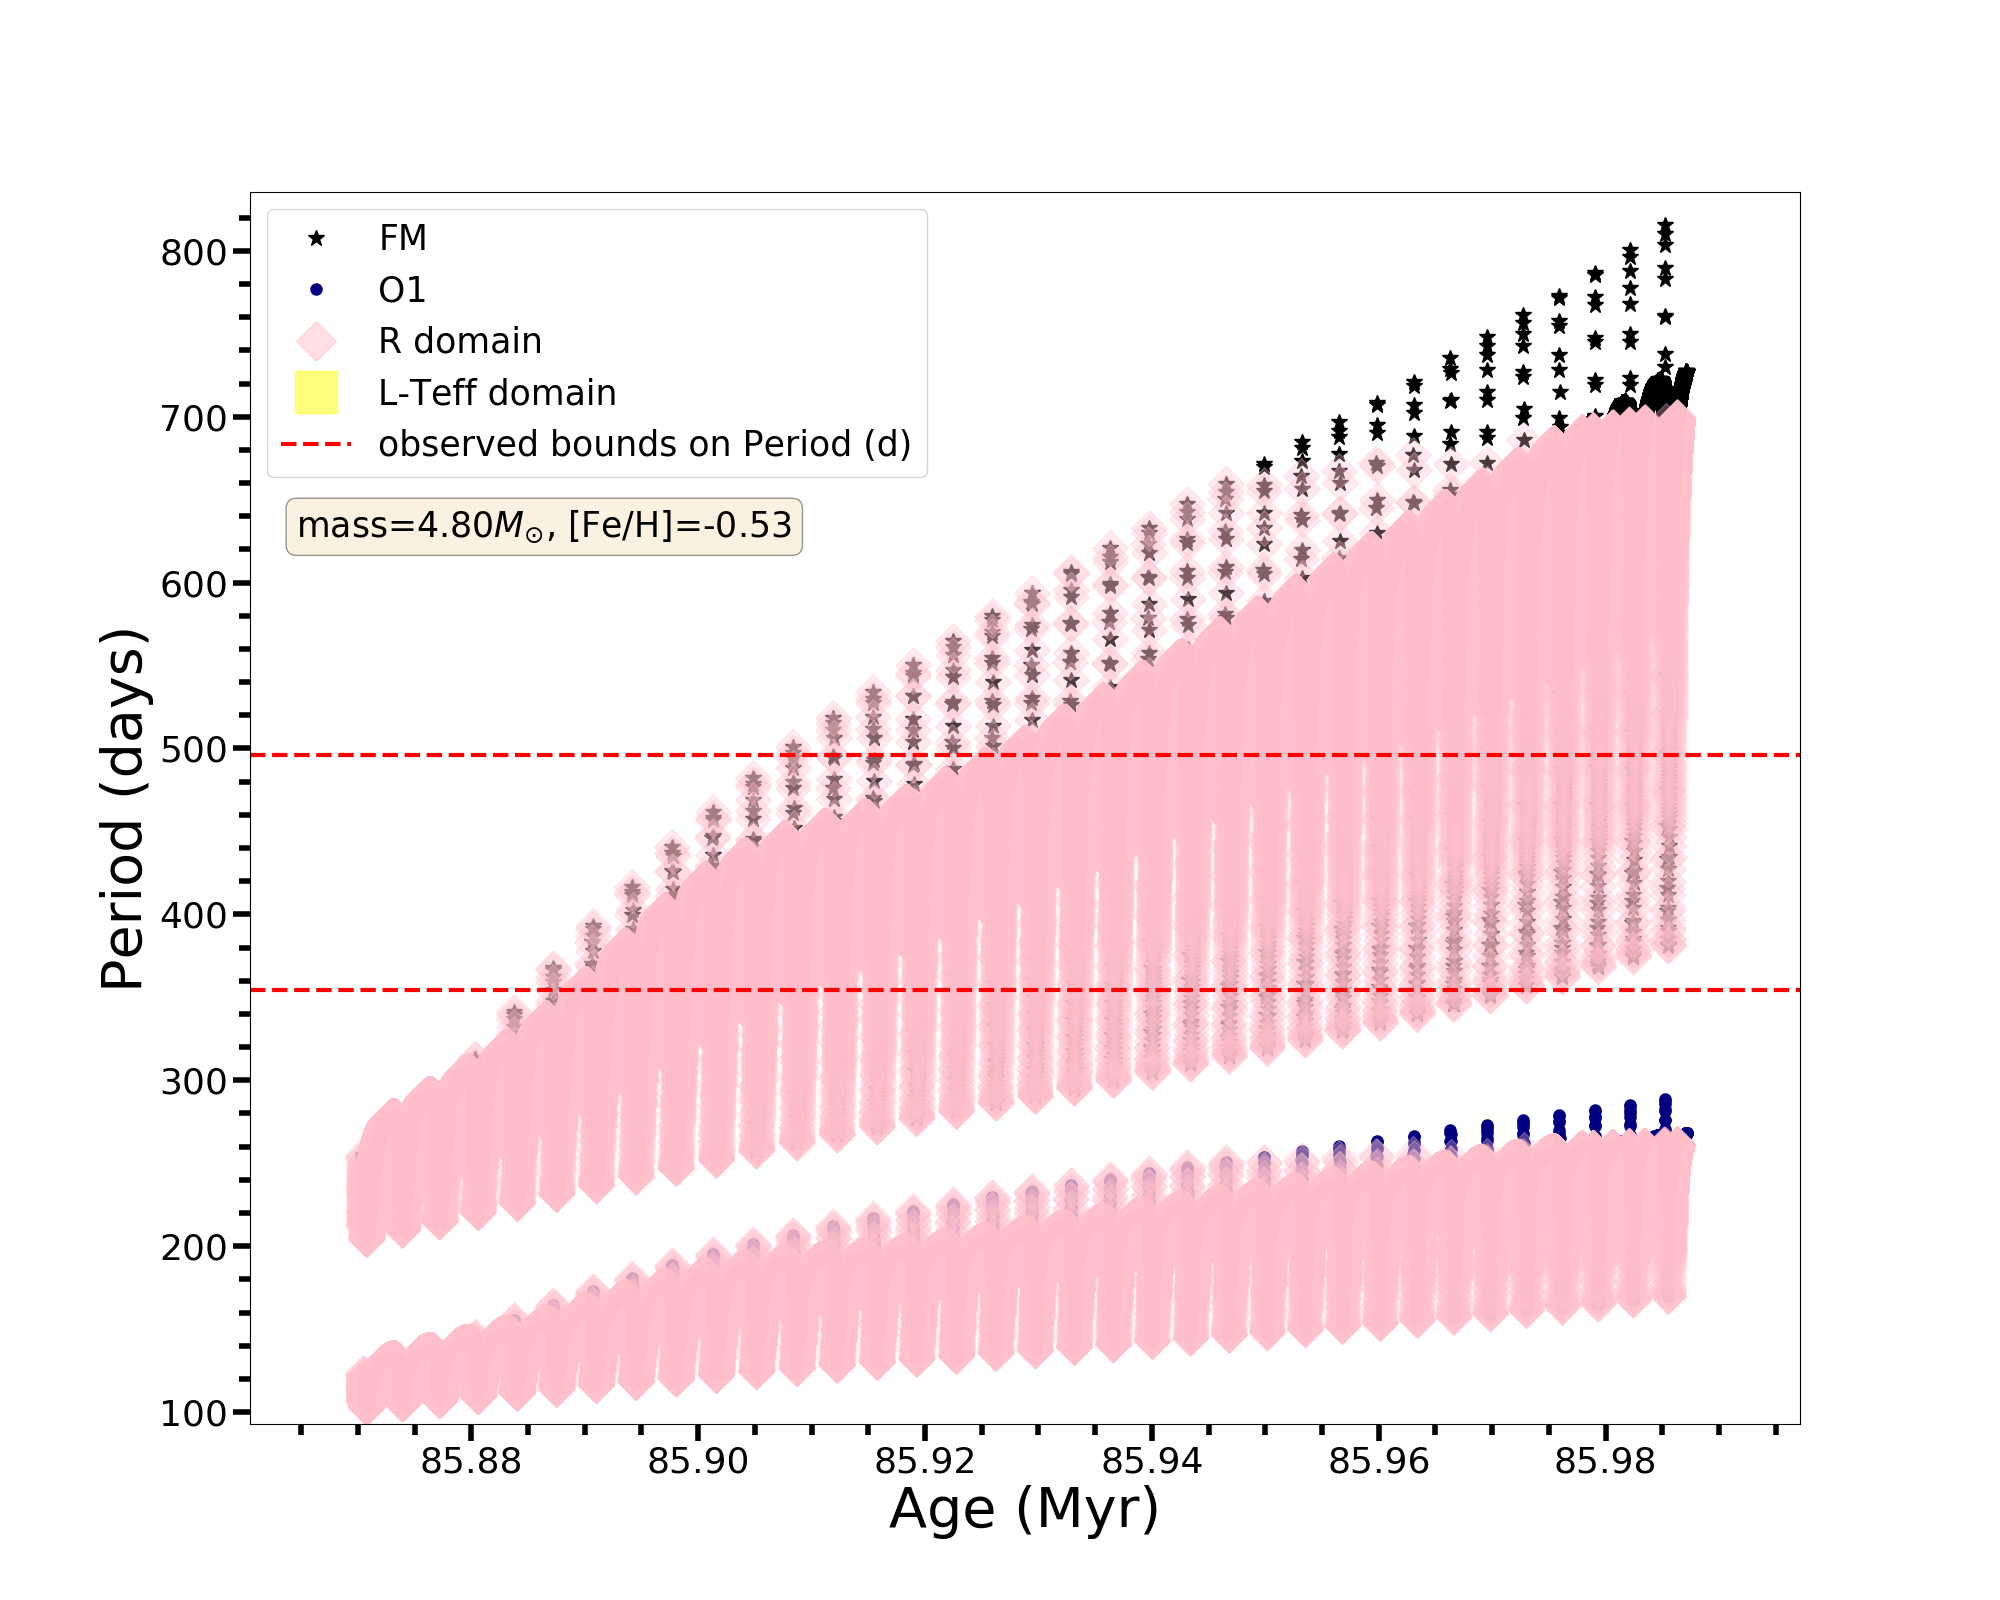 FM
O1
R domain
L-Teff domain
observed bounds on Period (d)
mass=4.80M⊙, [Fe/H]=-0.53
800
700
600
500
400
300
200
100
Period (days)
85.88 85.90 85.92 85.94 85.96 85.98
Age (Myr)